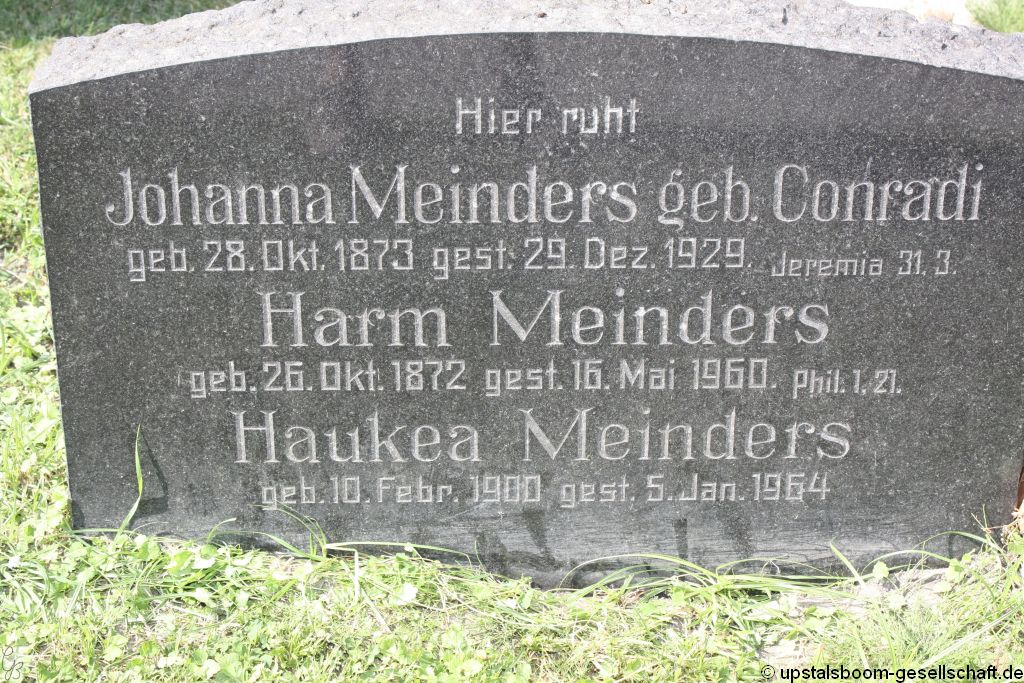 Hier ruht
Johanna Meinders geb. Conradi
geb. 28. Okt. 1873 gest. 29. Dez. 1929. Jeremia 31. 3.
Harm Meinders
geb. 26. Okt. 1872 gest. 16. Mai 1960. Phil. 1, 21.
Haukea Meinders
geb. 10. Febr. 1900 gest. 5. Jan. 1964
© upstalsboom-gesellschaft.de